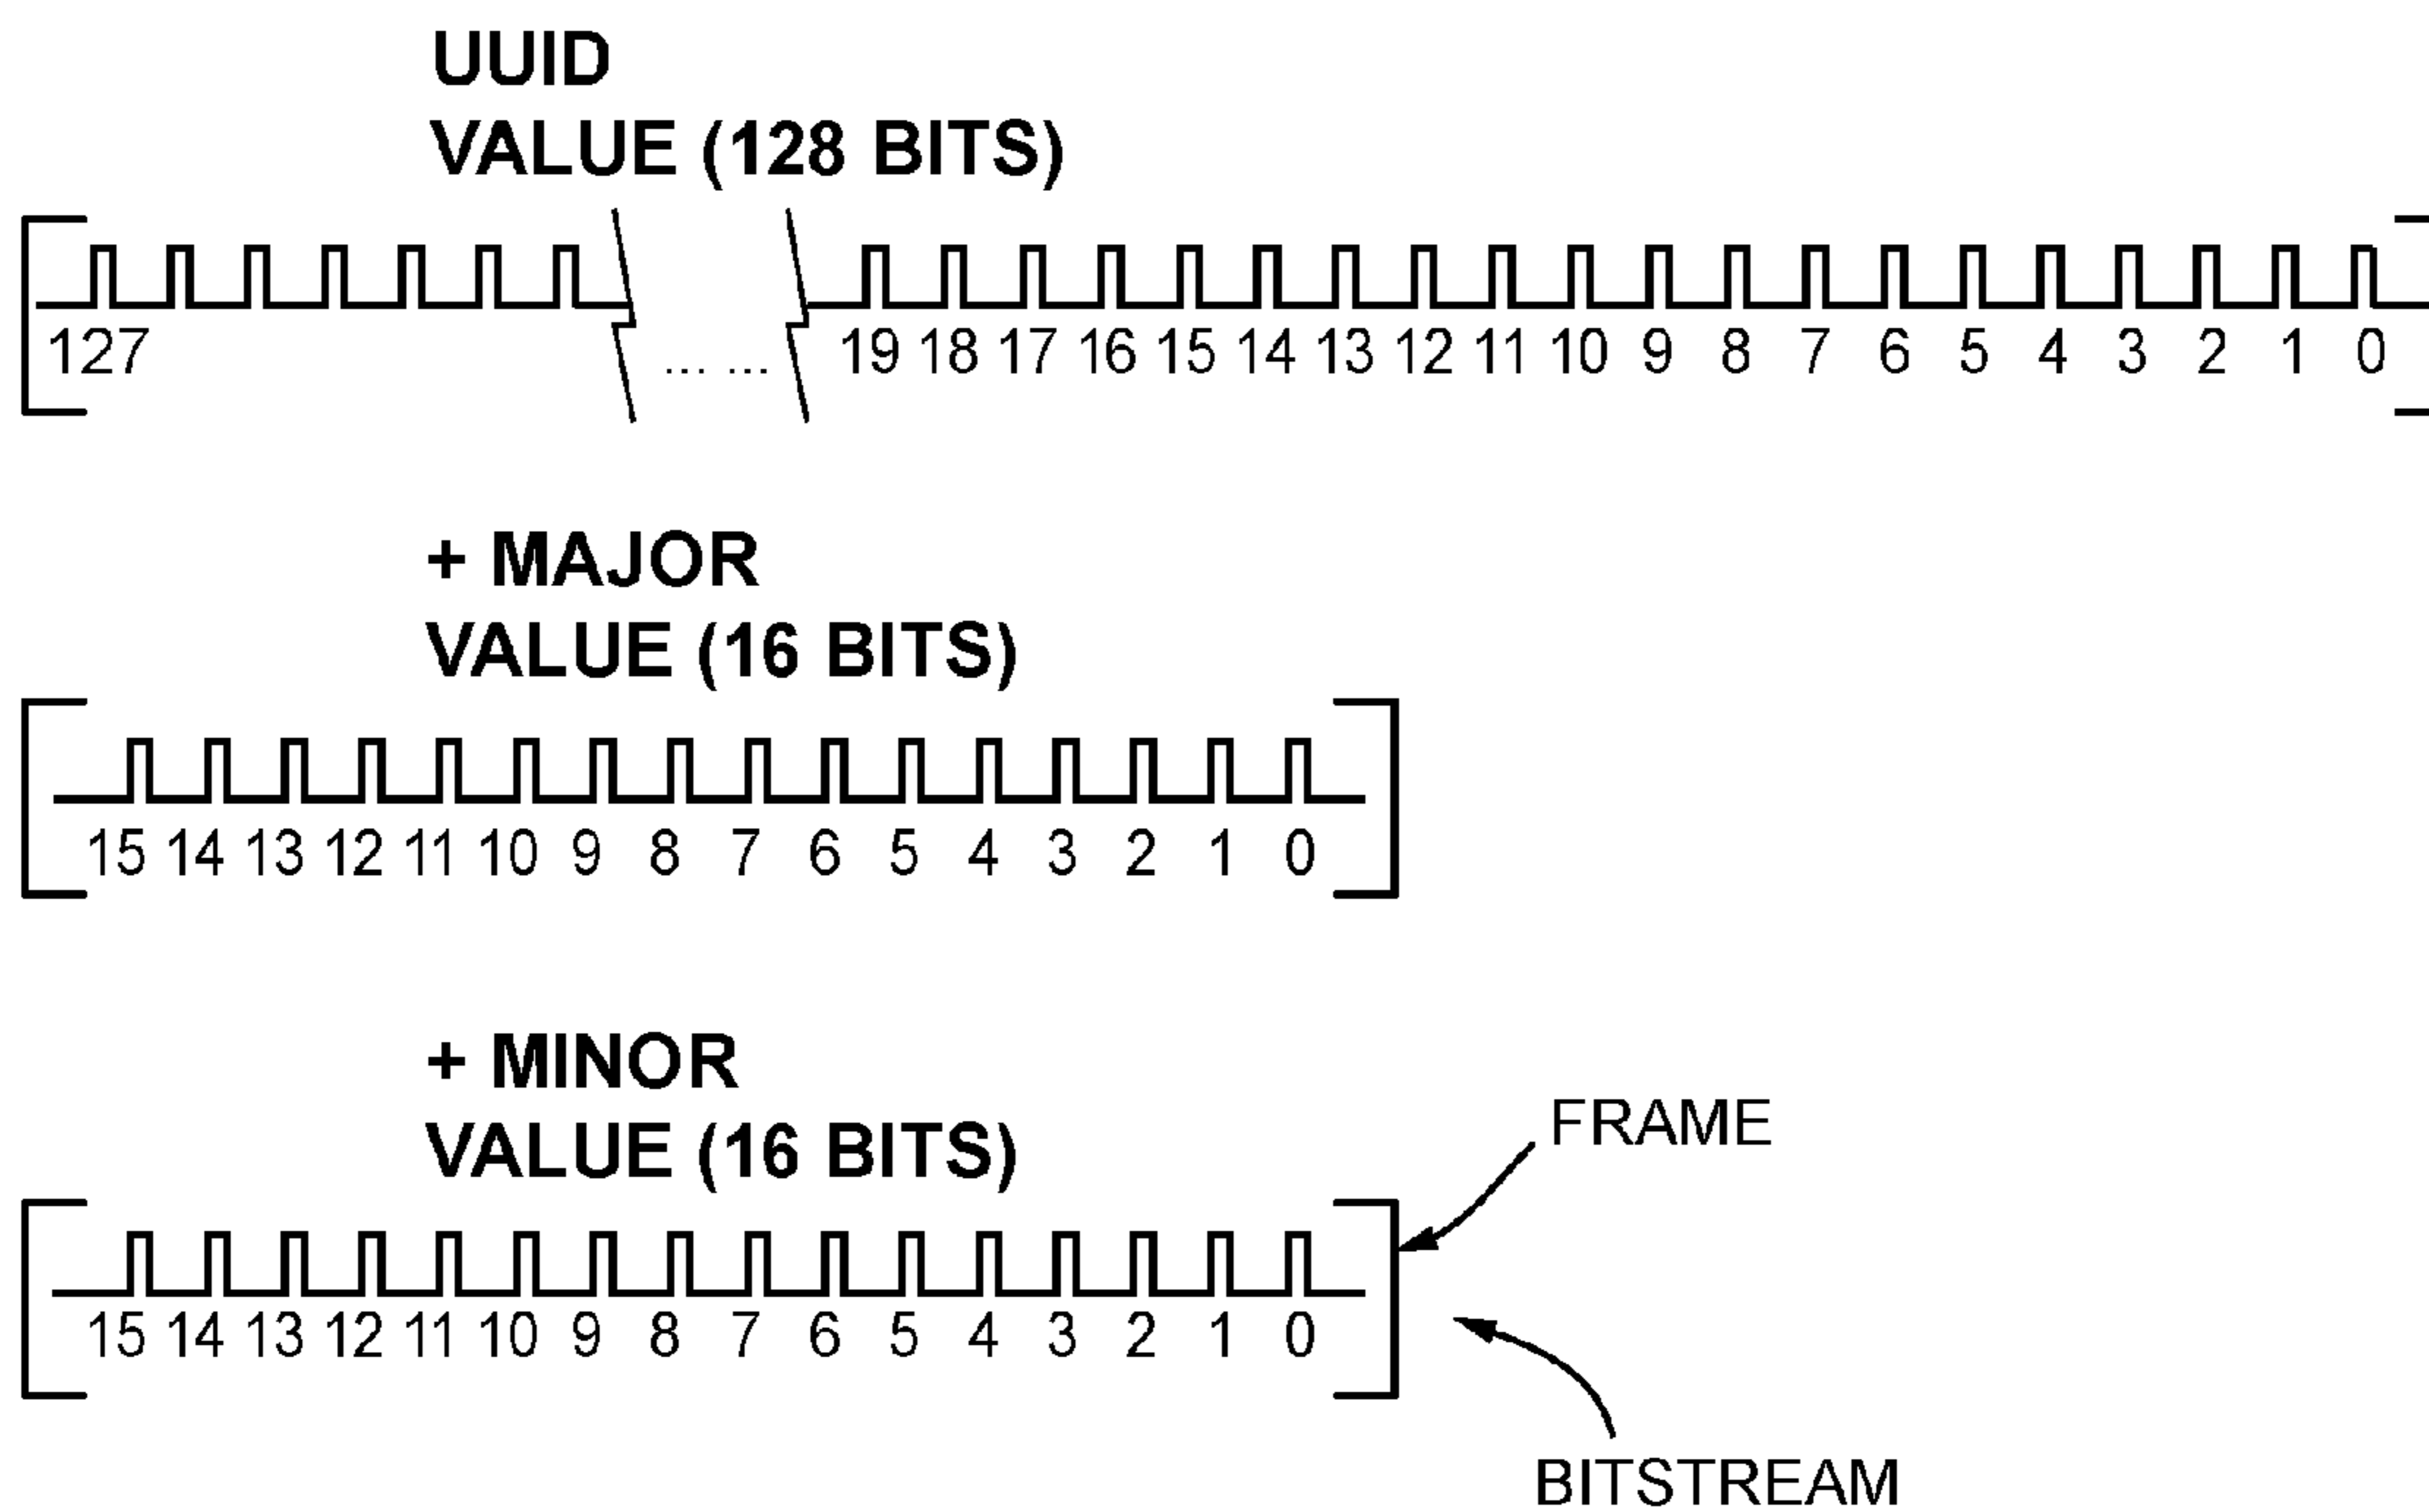 UUID
VALUE (128 BITS)
127 ... ... 19 18 17 16 15 14 13 12 11 10 9 8 7 6 5 4 3 2 1 0
+ MAJOR
VALUE (16 BITS)
15 14 13 12 11 10 9 8 7 6 5 4 3 2 1 0
+ MINOR
VALUE (16 BITS)
FRAME
15 14 13 12 11 10 9 8 7 6 5 4 3 2 1 0
BITSTREAM